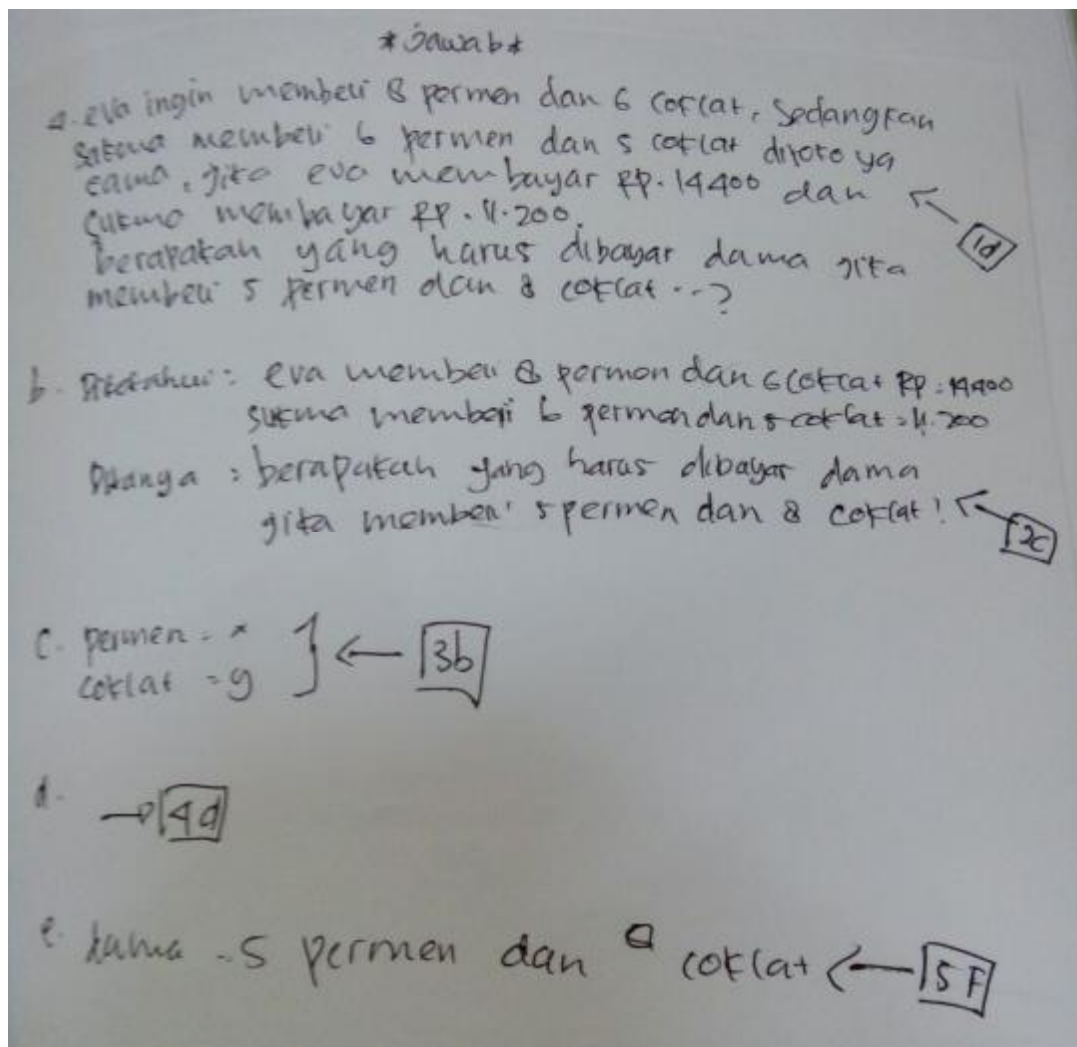 *Jawab*
a. eva ingin membeli 8 permen dan 6 coklat, sedangkan
membeli 6 permen dan 5 coklat ditoko ya
sama, jika eva membayar Rp. 14400 dan
sukma membayar Rp. 11.200.
1d
berapakah yang harus dibayar dama jika
membeli 5 permen dan 8 coklat ..?
b. Diketahui: eva membeli 8 permen dan 6 coklat Rp. 14400
sukma membeli 6 permen dan 5 coklat = 11.200
Ditanya : berapakah yang harus dibayar dama
jika membeli 5 permen dan 8 coklat!
2c
c. permen = x
coklat = y
3b
d.
4d
e. dama = 5 permen dan 8 coklat
5F